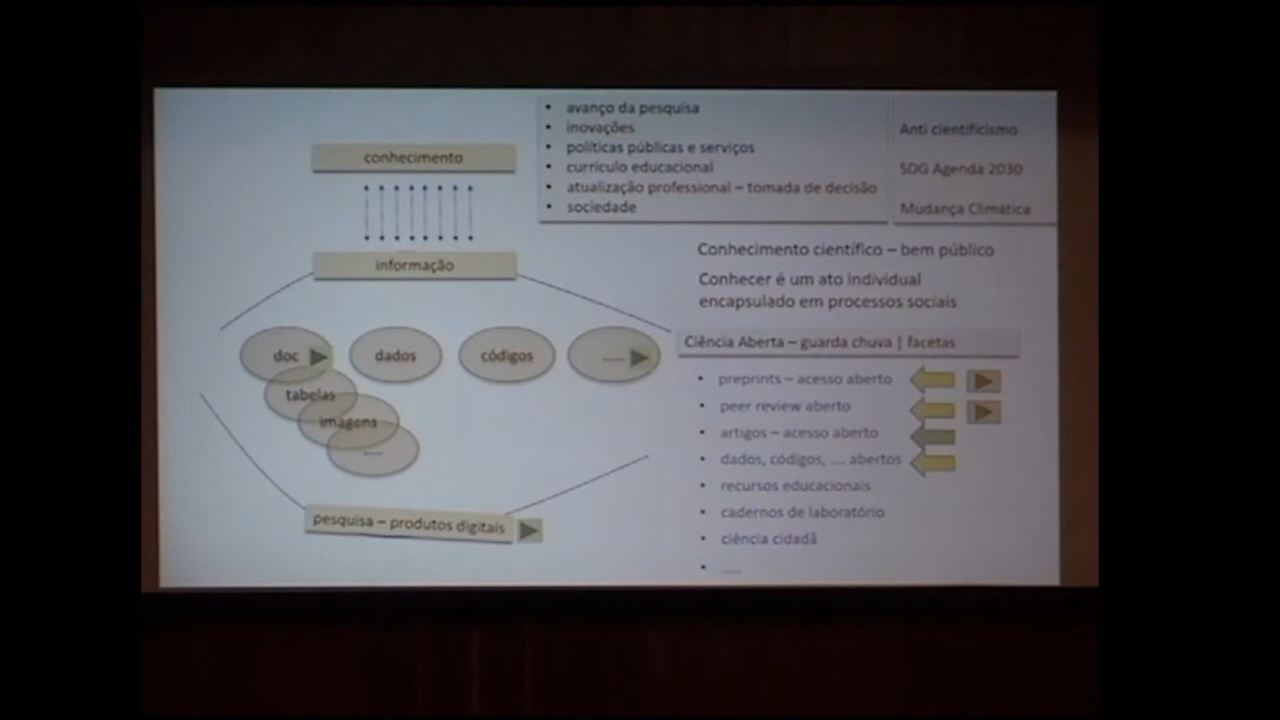 conhecimento
informação
doc
dados
códigos
.....
tabelas
imagens
.....
pesquisa – produtos digitais
• avanço da pesquisa
• inovações
• políticas públicas e serviços
• currículo educacional
• atualização professional – tomada de decisão
• sociedade
Anti cientificismo
SDG Agenda 2030
Mudança Climática
Conhecimento científico – bem público
Conhecer é um ato individual
encapsulado em processos sociais
Ciência Aberta – guarda chuva | facetas
• preprints – acesso aberto
• peer review aberto
• artigos – acesso aberto
• dados, códigos, .... abertos
• recursos educacionais
• cadernos de laboratório
• ciência cidadã
• .....